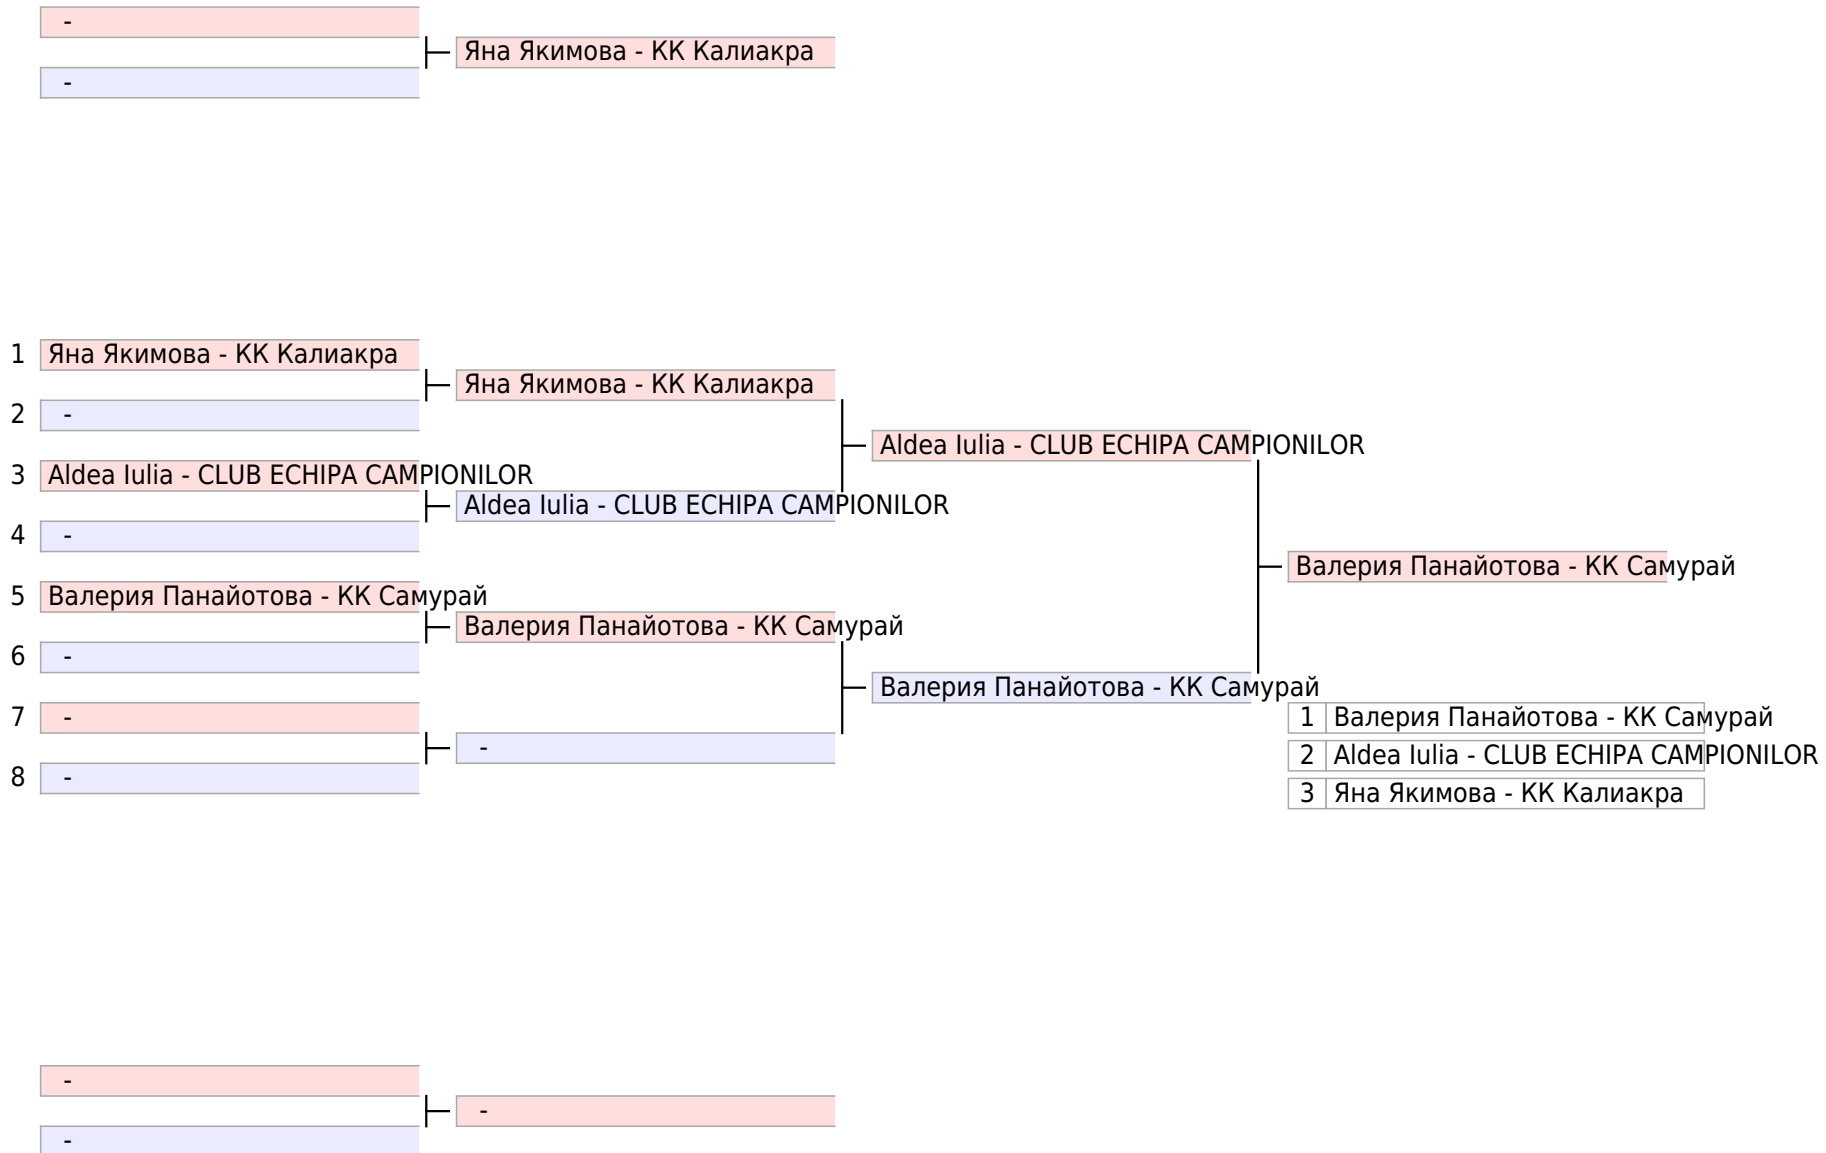 -
Яна Якимова - КК Калиакра
-
1 Яна Якимова - КК Калиакра
Яна Якимова - КК Калиакра
2 -
Aldea Iulia - CLUB ECHIPA CAMPIONILOR
3 Aldea Iulia - CLUB ECHIPA CAMPIONILOR
Aldea Iulia - CLUB ECHIPA CAMPIONILOR
4 -
Валерия Панайотова - КК Самурай
5 Валерия Панайотова - КК Самурай
Валерия Панайотова - КК Самурай
6 -
Валерия Панайотова - КК Самурай
7 -
1 Валерия Панайотова - КК Самурай
-
2 Aldea Iulia - CLUB ECHIPA CAMPIONILOR
8 -
3 Яна Якимова - КК Калиакра
-
-
-